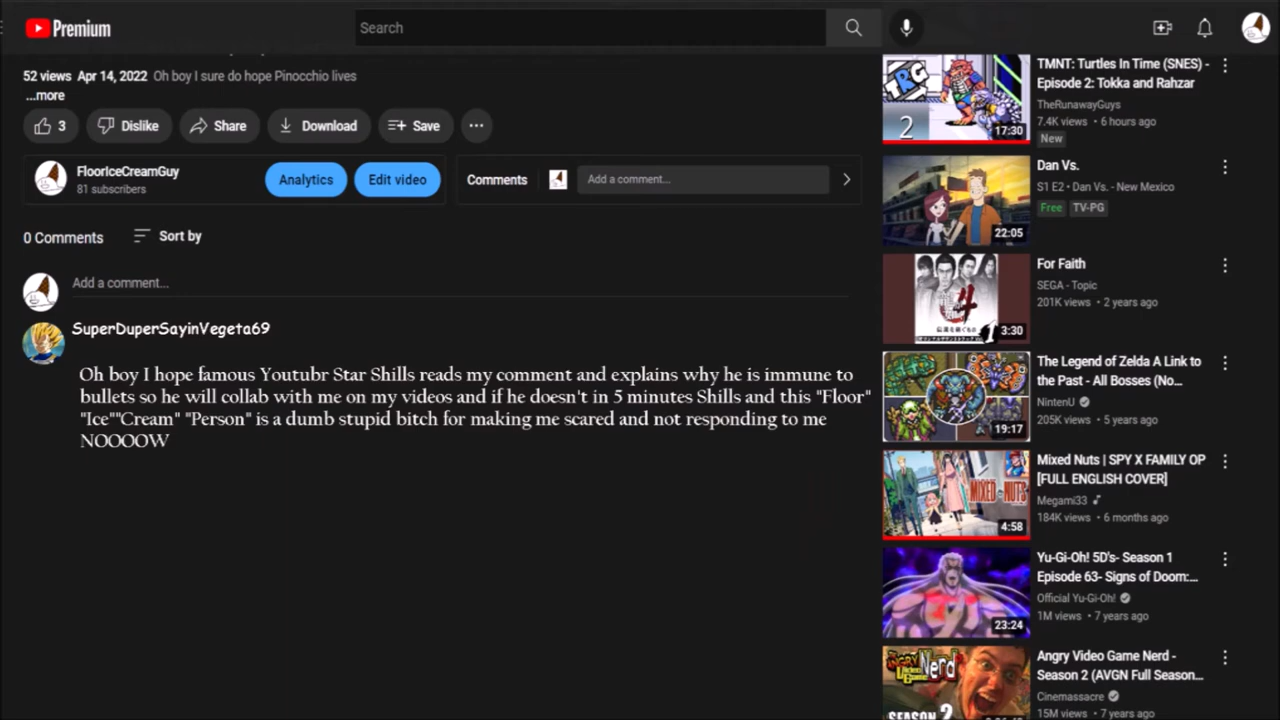 Premium
Search
52 views Apr 14, 2022 Oh boy I sure do hope Pinocchio lives
...more
3
Dislike
Share
Download
Save
FloorIceCreamGuy
81 subscribers
Analytics
Edit video
Comments
Add a comment...
0 Comments
Sort by
Add a comment...
SuperDuperSayinVegeta69
Oh boy I hope famous Youtubr Star Shills reads my comment and explains why he is immune to
bullets so he will collab with me on my videos and if he doesn't in 5 minutes Shills and this "Floor"
"Ice""Cream" "Person" is a dumb stupid bitch for making me scared and not responding to me
NOOOOW
TRG
2
17:30
TMNT: Turtles In Time (SNES) -
Episode 2: Tokka and Rahzar
TheRunawayGuys
7.4K views • 6 hours ago
New
22:05
Dan Vs.
S1 E2 • Dan Vs. - New Mexico
Free TV-PG
3:30
For Faith
SEGA - Topic
201K views • 2 years ago
19:17
The Legend of Zelda A Link to
the Past - All Bosses (No...
NintenU
205K views • 5 years ago
MIXED NUTS
4:58
Mixed Nuts | SPY X FAMILY OP
[FULL ENGLISH COVER]
Megami33
184K views • 6 months ago
23:24
Yu-Gi-Oh! 5D's- Season 1
Episode 63- Signs of Doom:...
Official Yu-Gi-Oh!
1M views • 7 years ago
ANGRY Video Game Nerd
SEASON 2
Angry Video Game Nerd -
Season 2 (AVGN Full Season...
Cinemassacre
15M views • 7 years ago